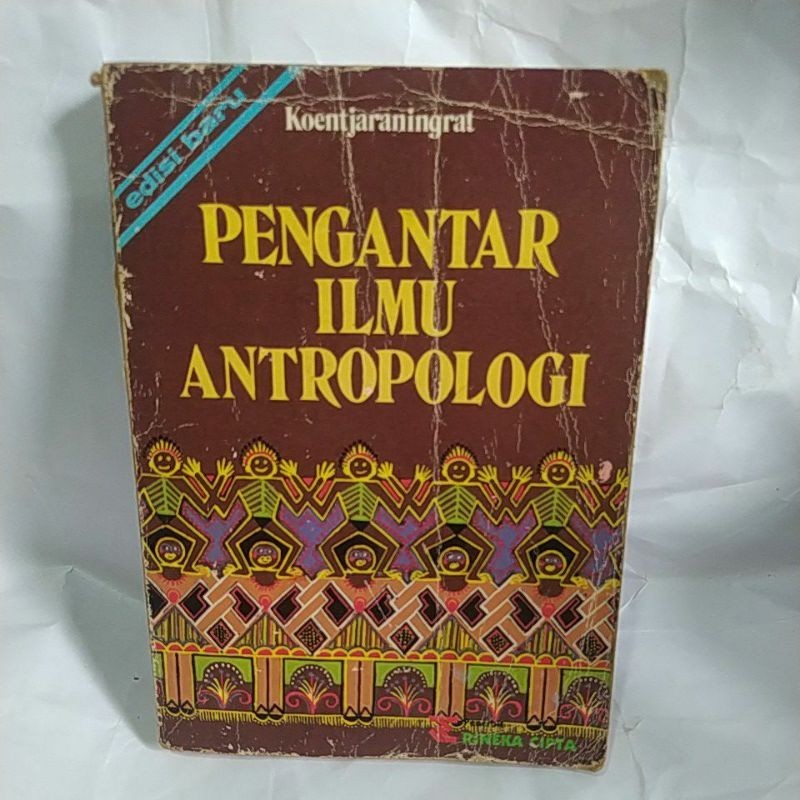 edisi baru
Koentjaraningrat
PENGANTAR
ILMU
ANTROPOLOGI
RINEKA CIPTA